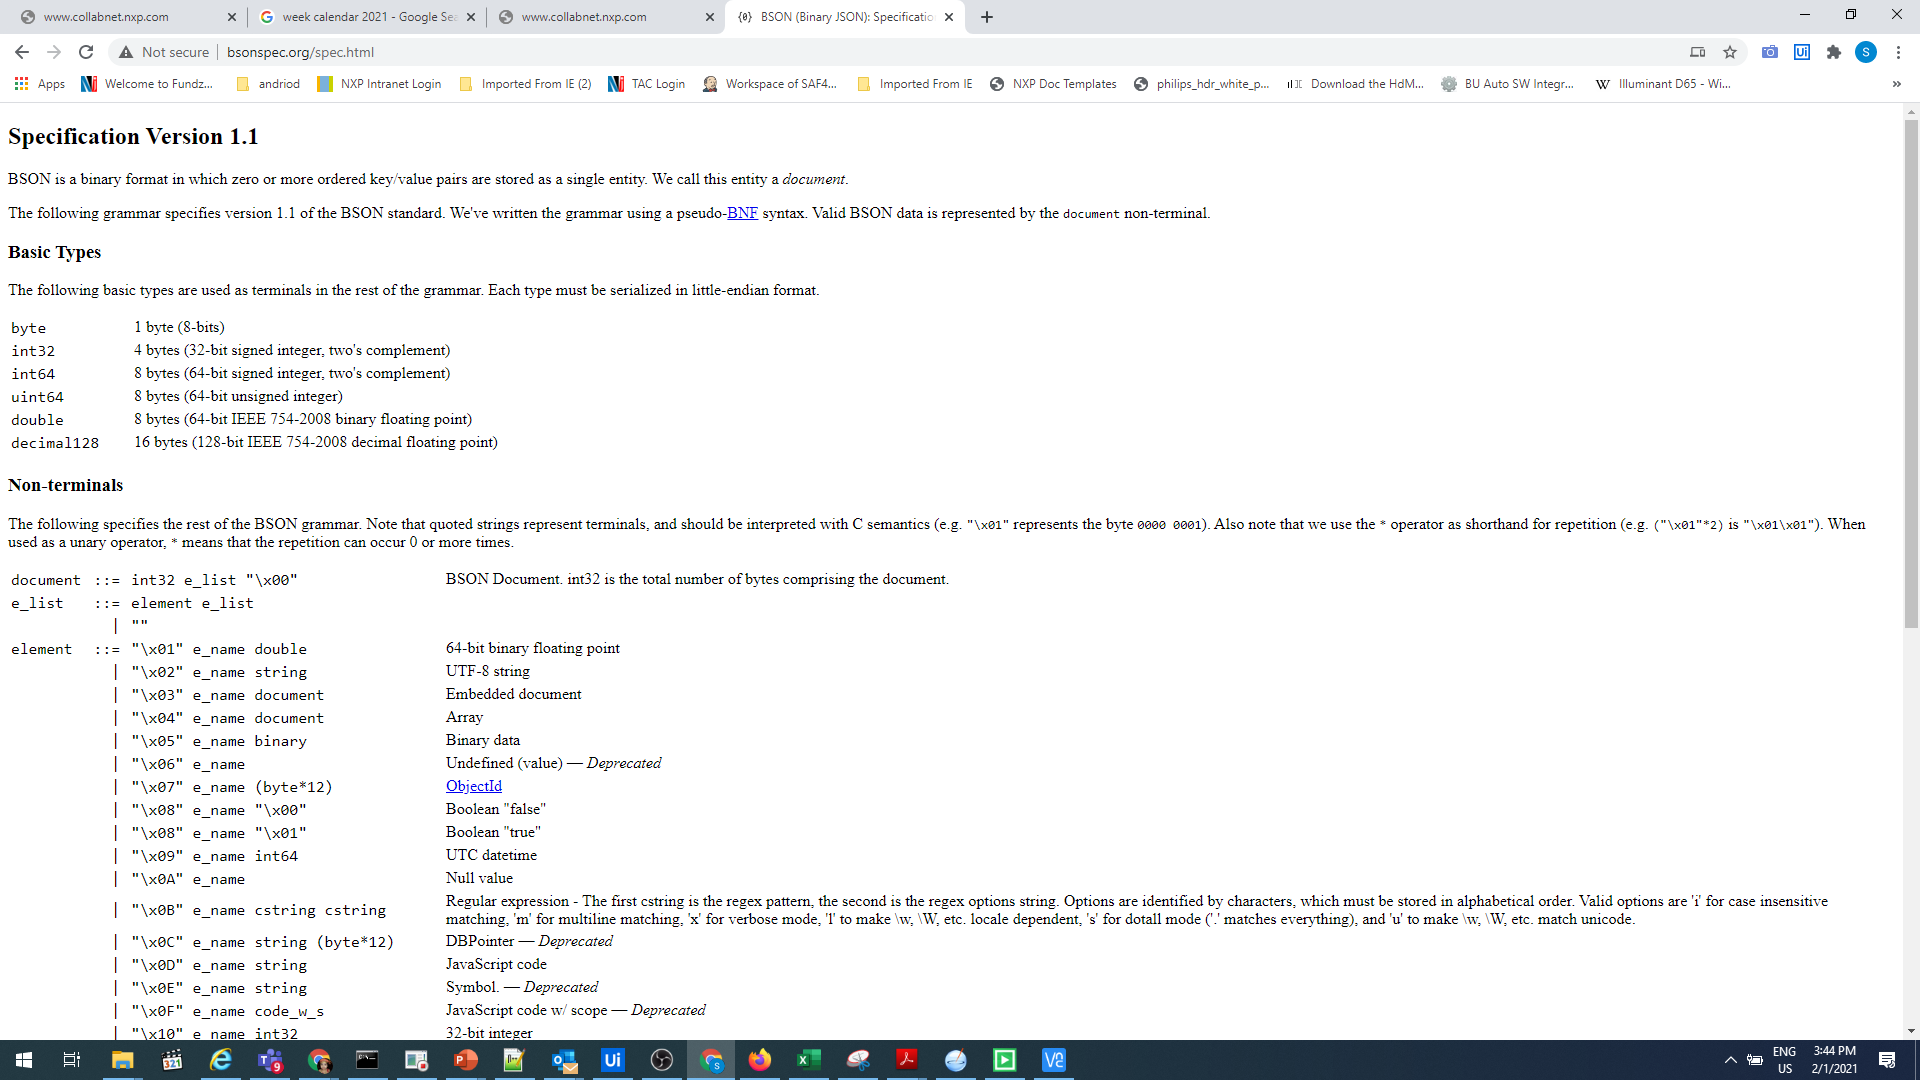 www.collabnet.nxp.com
week calendar 2021 - Google Sea
www.collabnet.nxp.com
{θ} BSON (Binary JSON): Specificatio
Not secure | bsonspec.org/spec.html
S
Apps
Welcome to Fundz...
andriod
NXP Intranet Login
Imported From IE (2)
TAC Login
Workspace of SAF4...
Imported From IE
NXP Doc Templates
philips_hdr_white_p...
Download the HdM...
BU Auto SW Integr...
W Illuminant D65 - Wi...
»
Specification Version 1.1
BSON is a binary format in which zero or more ordered key/value pairs are stored as a single entity. We call this entity a document.
The following grammar specifies version 1.1 of the BSON standard. We've written the grammar using a pseudo-BNF syntax. Valid BSON data is represented by the document non-terminal.
Basic Types
The following basic types are used as terminals in the rest of the grammar. Each type must be serialized in little-endian format.
byte 1 byte (8-bits)
int32 4 bytes (32-bit signed integer, two's complement)
int64 8 bytes (64-bit signed integer, two's complement)
uint64 8 bytes (64-bit unsigned integer)
double 8 bytes (64-bit IEEE 754-2008 binary floating point)
decimal128 16 bytes (128-bit IEEE 754-2008 decimal floating point)
Non-terminals
The following specifies the rest of the BSON grammar. Note that quoted strings represent terminals, and should be interpreted with C semantics (e.g. "\x01" represents the byte 0000 0001). Also note that we use the * operator as shorthand for repetition (e.g. ("\x01"*2) is "\x01\x01"). When
used as a unary operator, * means that the repetition can occur 0 or more times.
document ::= int32 e_list "\x00" BSON Document. int32 is the total number of bytes comprising the document.
e_list ::= element e_list
| ""
element ::= "\x01" e_name double 64-bit binary floating point
| "\x02" e_name string UTF-8 string
| "\x03" e_name document Embedded document
| "\x04" e_name document Array
| "\x05" e_name binary Binary data
| "\x06" e_name Undefined (value) — Deprecated
| "\x07" e_name (byte*12) ObjectId
| "\x08" e_name "\x00" Boolean "false"
| "\x08" e_name "\x01" Boolean "true"
| "\x09" e_name int64 UTC datetime
| "\x0A" e_name Null value
| "\x0B" e_name cstring cstring Regular expression - The first cstring is the regex pattern, the second is the regex options string. Options are identified by characters, which must be stored in alphabetical order. Valid options are 'i' for case insensitive
matching, 'm' for multiline matching, 'x' for verbose mode, 'l' to make \w, \W, etc. locale dependent, 's' for dotall mode ('.' matches everything), and 'u' to make \w, \W, etc. match unicode.
| "\x0C" e_name string (byte*12) DBPointer — Deprecated
| "\x0D" e_name string JavaScript code
| "\x0E" e_name string Symbol. — Deprecated
| "\x0F" e_name code_w_s JavaScript code w/ scope — Deprecated
| "\x10" e_name int32 32-bit integer
ENG
US
3:44 PM
2/1/2021